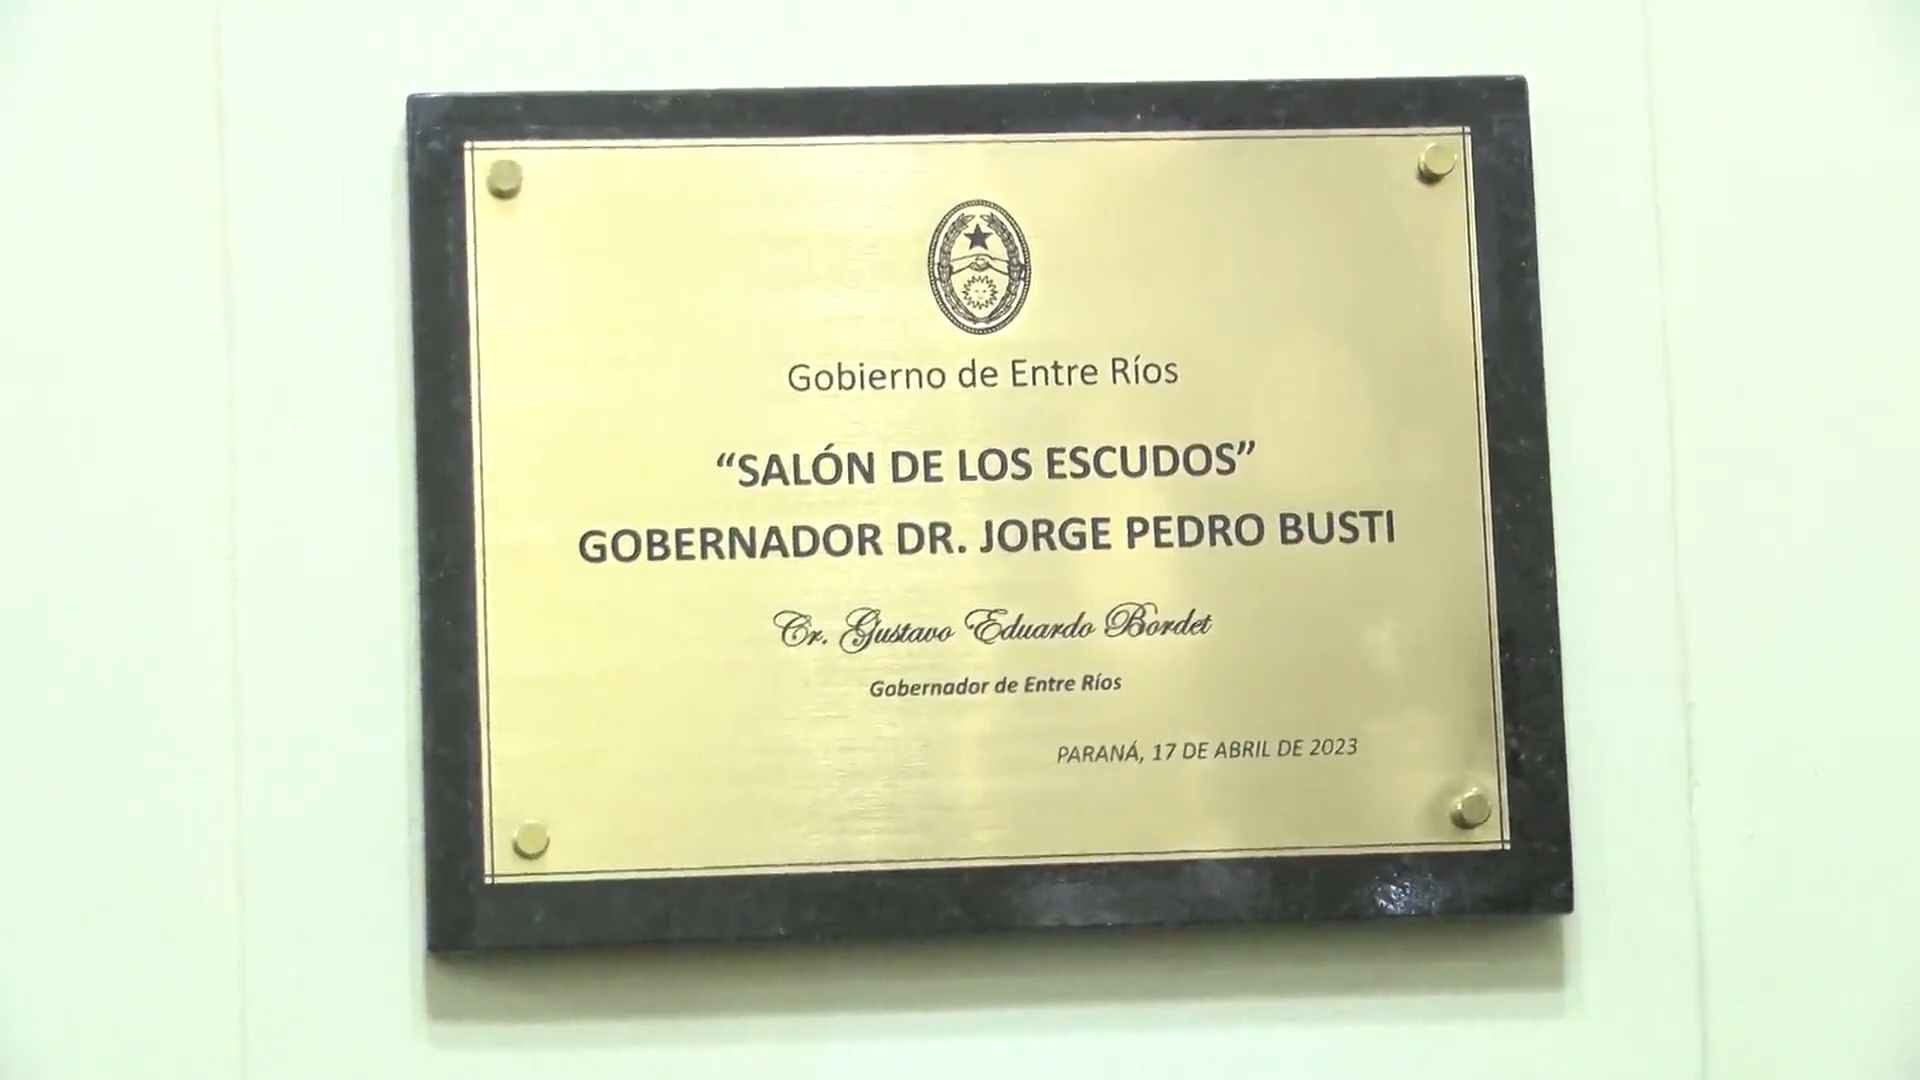 Gobierno de Entre Ríos
“SALÓN DE LOS ESCUDOS”
GOBERNADOR DR. JORGE PEDRO BUSTI
Cr. Gustavo Eduardo Bordet
Gobernador de Entre Ríos
PARANÁ, 17 DE ABRIL DE 2023